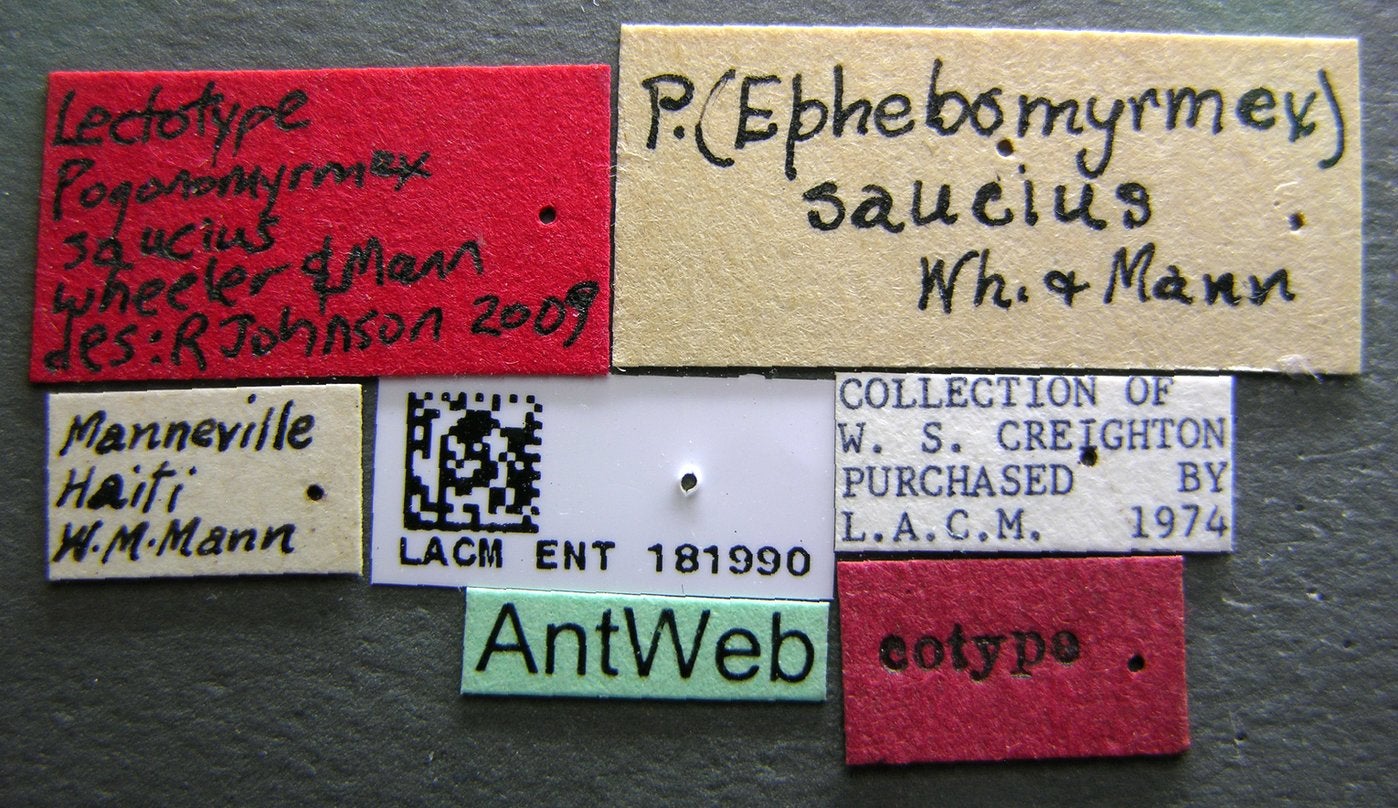 Lectotype
Pogonomyrmex
saucius
Wheeler & Mann
des: R Johnson 2009
P. (Ephebomyrmex)
saucius
Wh. & Mann
Manneville
Haiti
W. M. Mann
LACM ENT 181990
COLLECTION OF
W. S. CREIGHTON
PURCHASED BY
L.A.C.M. 1974
AntWeb
cotype